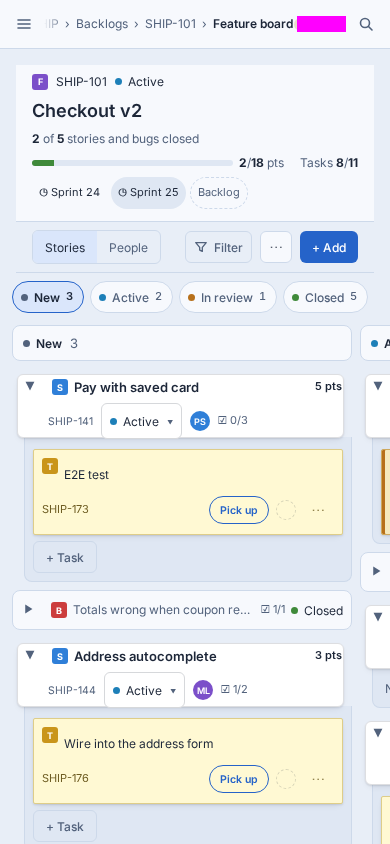 IP › Backlogs › SHIP-101 › Feature board
F SHIP-101 Active
Checkout v2
2 of 5 stories and bugs closed
2/18 pts Tasks 8/11
Sprint 24 Sprint 25 Backlog
Stories People Filter ··· + Add
New 3 Active 2 In review 1 Closed 5
New 3 A
S Pay with saved card 5 pts
SHIP-141 Active PS 0/3
T E2E test
SHIP-173 Pick up ···
+ Task
B Totals wrong when coupon re... 1/1 Closed
S Address autocomplete 3 pts
SHIP-144 Active ML 1/2
T Wire into the address form
SHIP-176 Pick up ···
+ Task